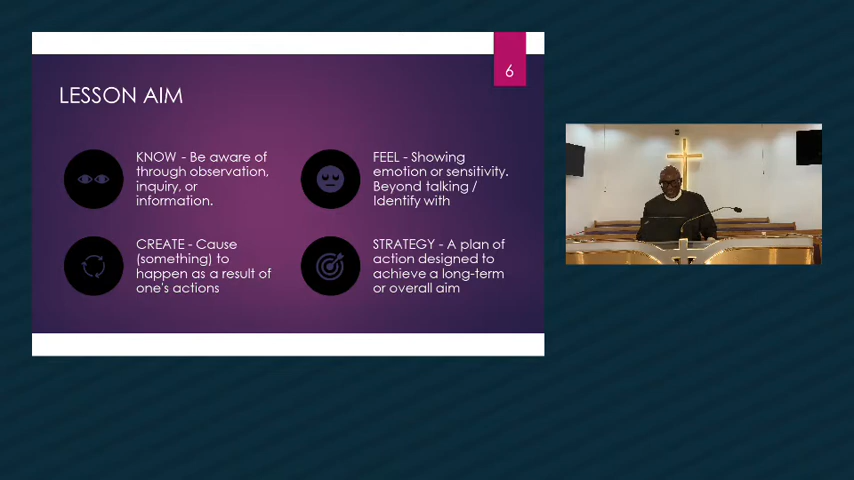 6
LESSON AIM
KNOW - Be aware of
through observation,
inquiry, or
information.
FEEL - Showing
emotion or sensitivity.
Beyond talking /
Identify with
CREATE - Cause
(something) to
happen as a result of
one's actions
STRATEGY - A plan of
action designed to
achieve a long-term
or overall aim